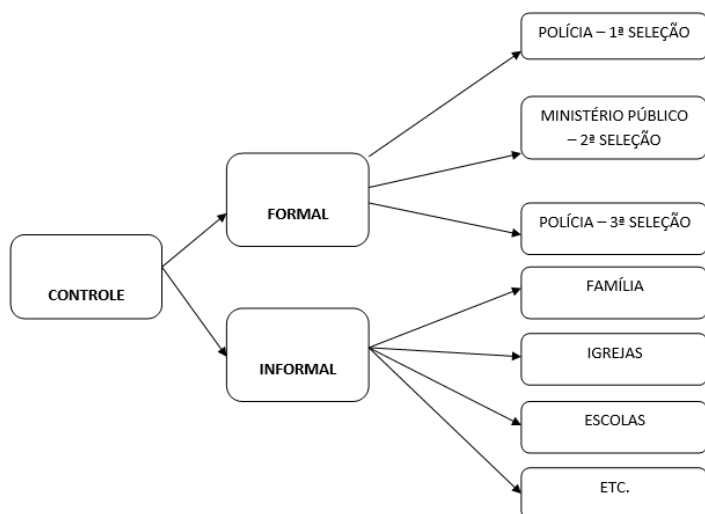 POLÍCIA – 1ª SELEÇÃO
MINISTÉRIO PÚBLICO
– 2ª SELEÇÃO
FORMAL
POLÍCIA – 3ª SELEÇÃO
CONTROLE
FAMÍLIA
INFORMAL
IGREJAS
ESCOLAS
ETC.